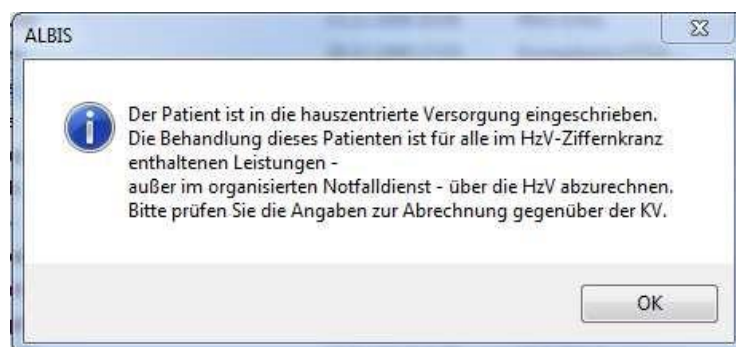 ALBIS
Der Patient ist in die hauszentrierte Versorgung eingeschrieben.
Die Behandlung dieses Patienten ist für alle im HzV-Ziffernkranz
enthaltenen Leistungen -
außer im organisierten Notfalldienst - über die HzV abzurechnen.
Bitte prüfen Sie die Angaben zur Abrechnung gegenüber der KV.
OK